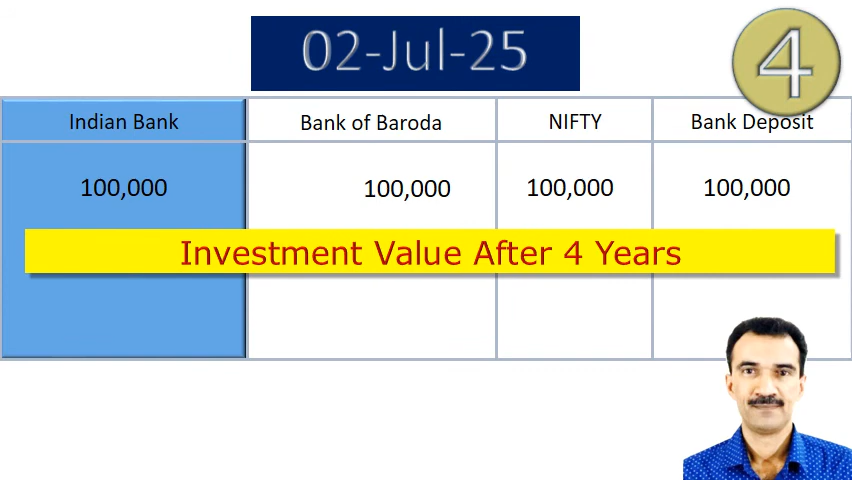 02-Jul-25
4
Indian Bank Bank of Baroda NIFTY Bank Deposit
100,000 100,000 100,000 100,000
Investment Value After 4 Years